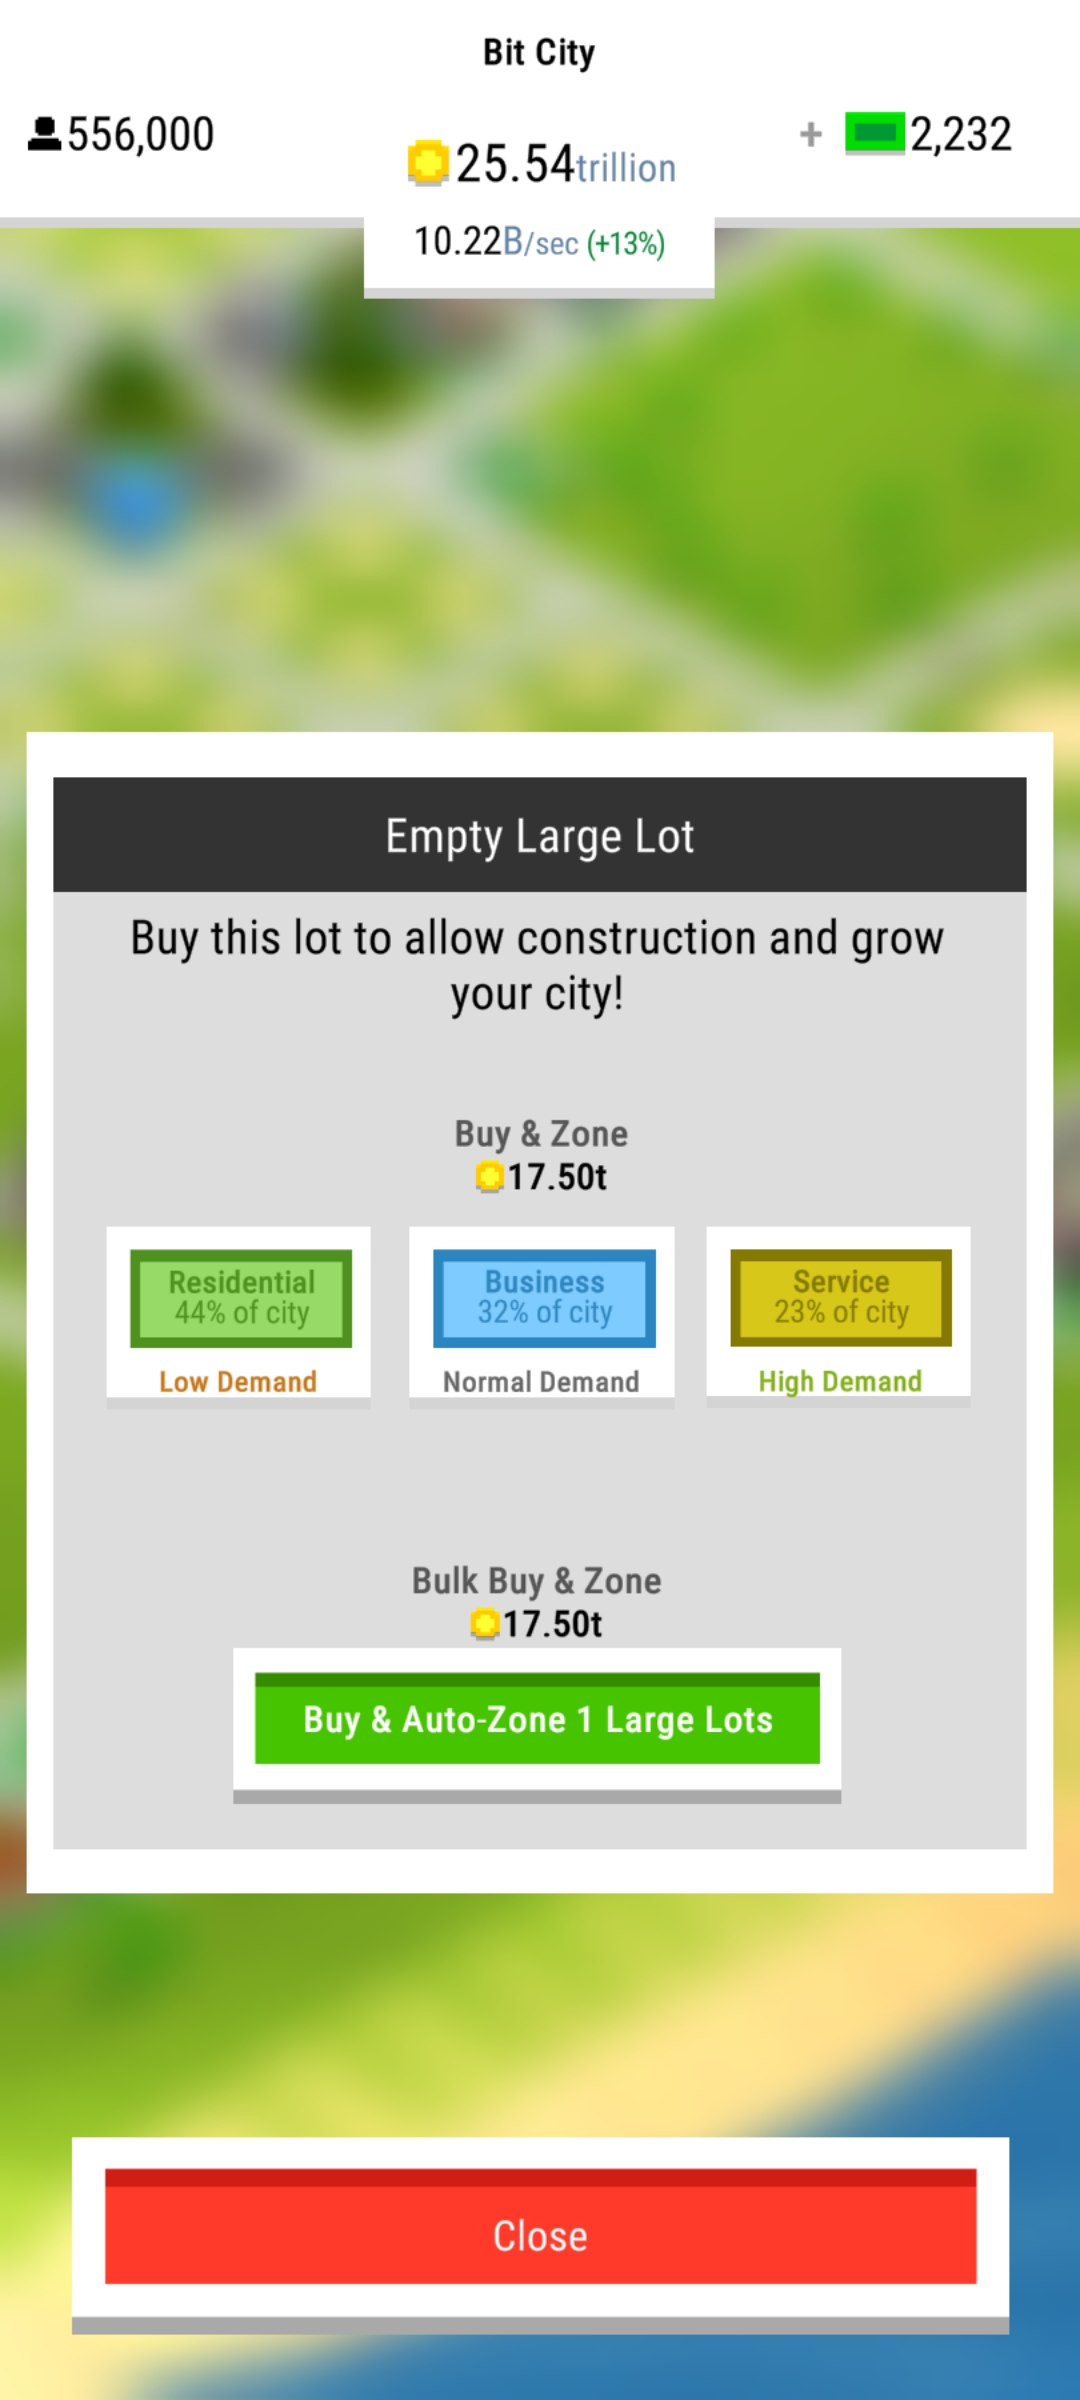 Bit City
556,000
25.54trillion
+ 2,232
10.22B/sec (+13%)
Empty Large Lot
Buy this lot to allow construction and grow
your city!
Buy & Zone
17.50t
Residential
44% of city
Low Demand
Business
32% of city
Normal Demand
Service
23% of city
High Demand
Bulk Buy & Zone
17.50t
Buy & Auto-Zone 1 Large Lots
Close